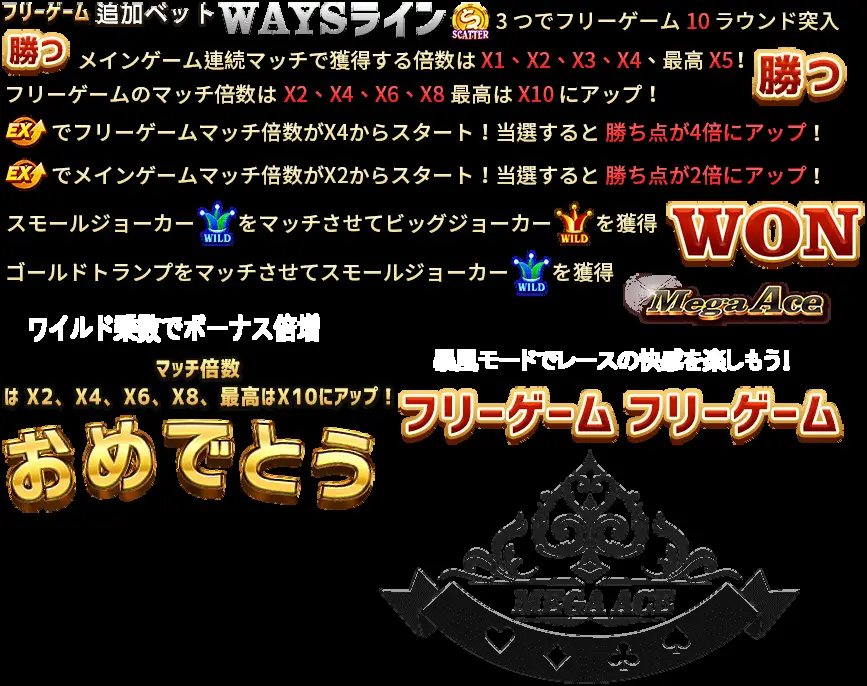 フリーゲーム 追加ベット WAYSライン SCATTER 3つでフリーゲーム 10 ラウンド突入
勝つ メインゲーム連続マッチで獲得する倍数は X1、X2、X3、X4、最高 X5! 勝つ
フリーゲームのマッチ倍数は X2、X4、X6、X8 最高は X10 にアップ!
EX でフリーゲームマッチ倍数がX4からスタート!当選すると 勝ち点が4倍にアップ!
EX でメインゲームマッチ倍数がX2からスタート!当選すると 勝ち点が2倍にアップ!
スモールジョーカー WILD をマッチさせてビッグジョーカー WILD を獲得 WON
ゴールドトランプをマッチさせてスモールジョーカー WILD を獲得
Mega Ace
ワイルド乗数でボーナス倍増
暴風モードでレースの快感を楽しもう!
マッチ倍数
は X2、X4、X6、X8、最高はX10にアップ!
フリーゲーム フリーゲーム
おめでとう
MEGA ACE